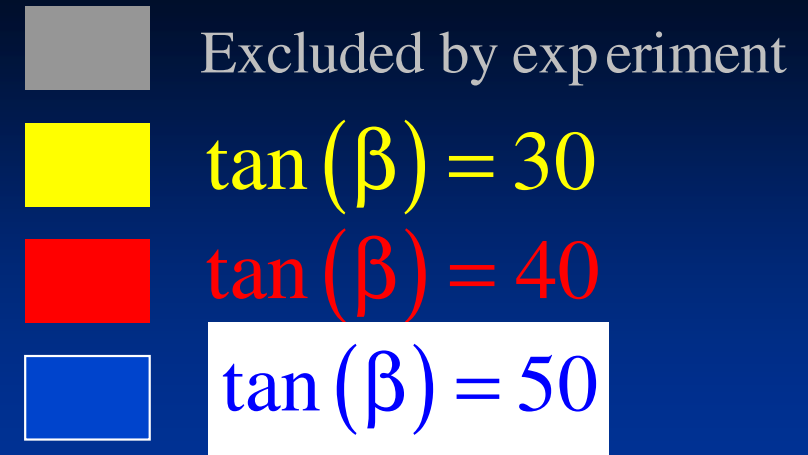 Excluded by experiment
tan(β) = 30
tan(β) = 40
tan(β) = 50